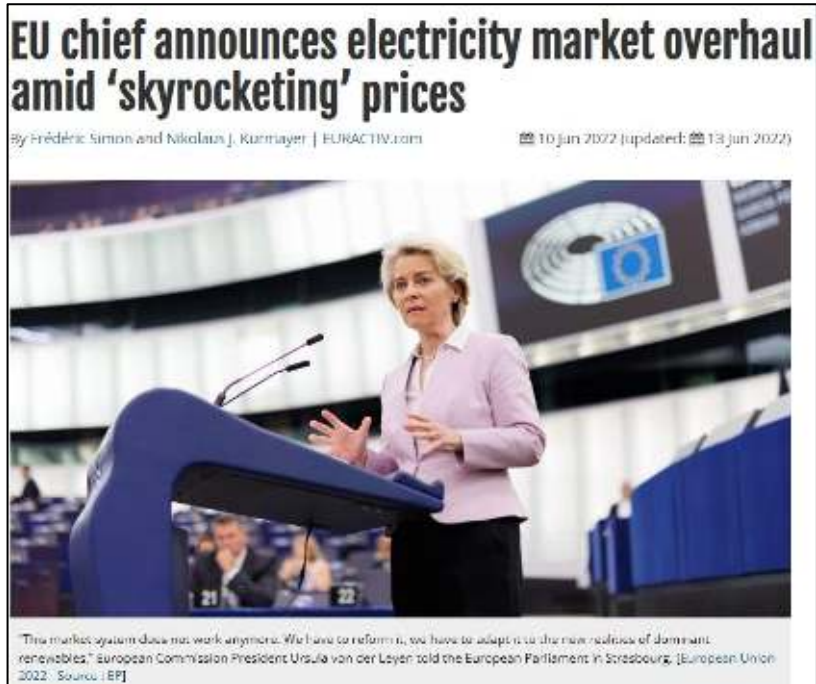 EU chief announces electricity market overhaul
amid ‘skyrocketing’ prices
By Frédéric Simon and Nikolaus J. Kurmayer | EURACTIV.com 10 Jun 2022 (updated: 13 Jun 2022)
21 22
"This market system does not work anymore. We have to reform it, we have to adapt it to the new realities of dominant
renewables," European Commission President Ursula von der Leyen told the European Parliament in Strasbourg. [European Union
2022 - Source : EP]